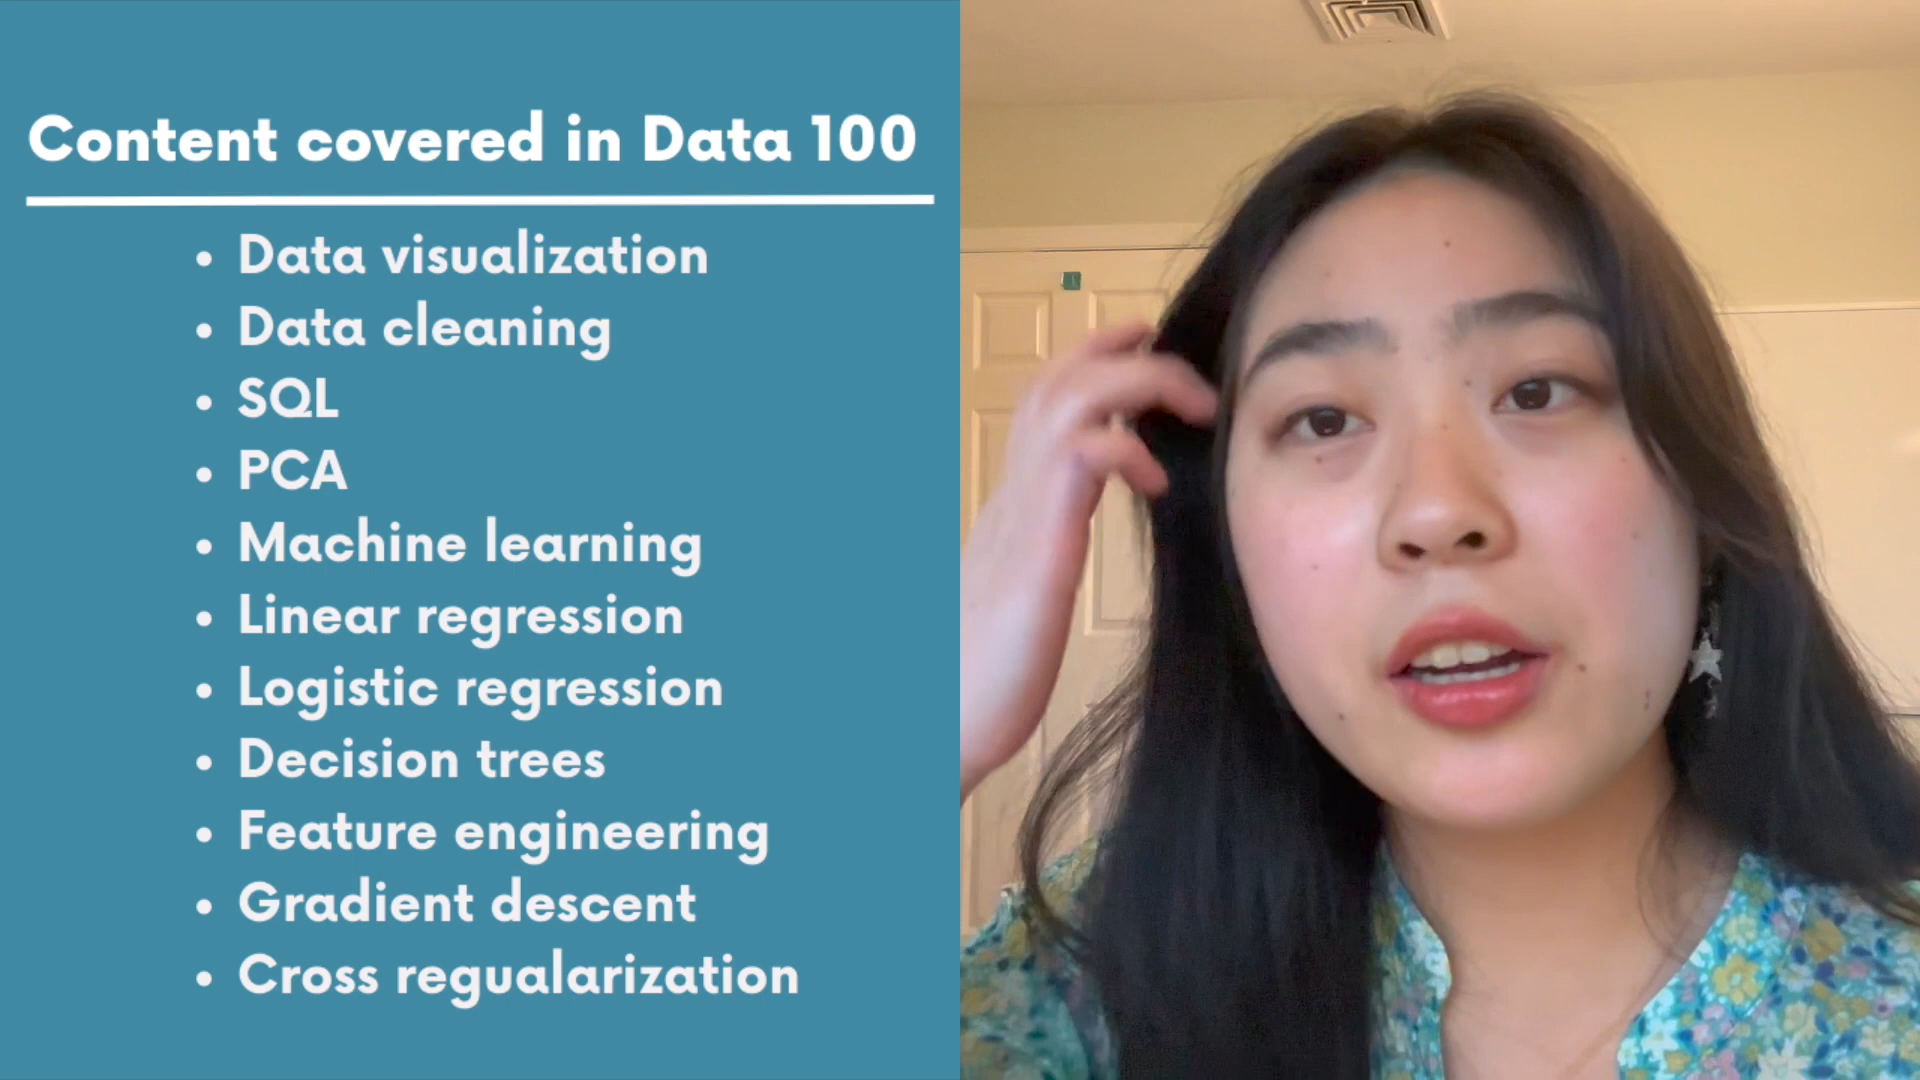 Content covered in Data 100
• Data visualization
• Data cleaning
• SQL
• PCA
• Machine learning
• Linear regression
• Logistic regression
• Decision trees
• Feature engineering
• Gradient descent
• Cross regualarization